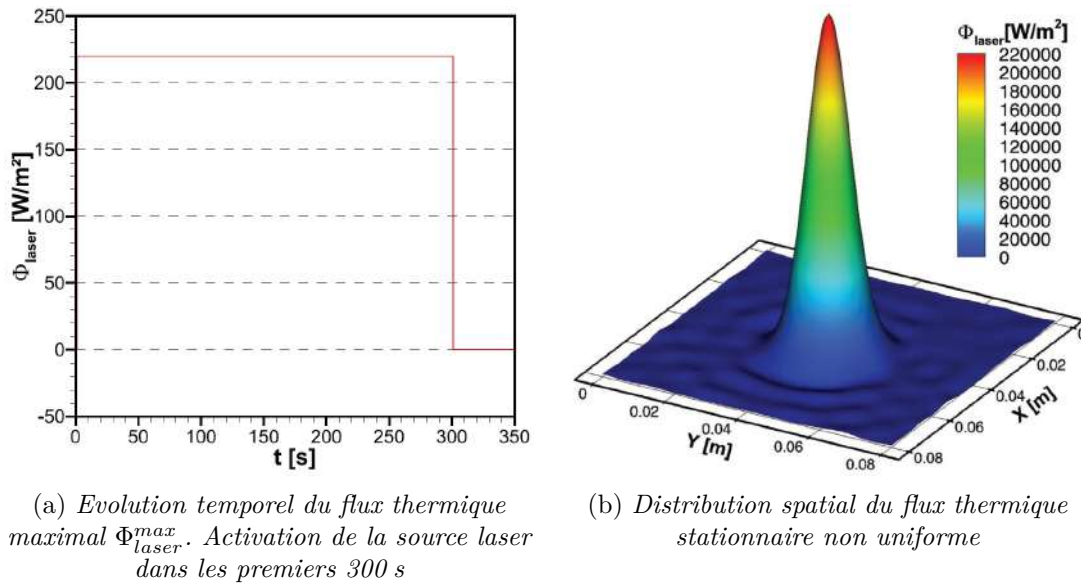 250
200
150
100
50
0
-50
Φlaser [W/m²]
0 50 100 150 200 250 300 350
t [s]
Φlaser[W/m²]
220000
200000
180000
160000
140000
120000
100000
80000
60000
40000
20000
0
0 0.02 0.04 0.06 0.08
Y [m]
0.02
0.04
0.06
0.08
X [m]
(a) Evolution temporel du flux thermique
maximal Φ^{max}_{laser}. Activation de la source laser
dans les premiers 300 s
(b) Distribution spatial du flux thermique
stationnaire non uniforme